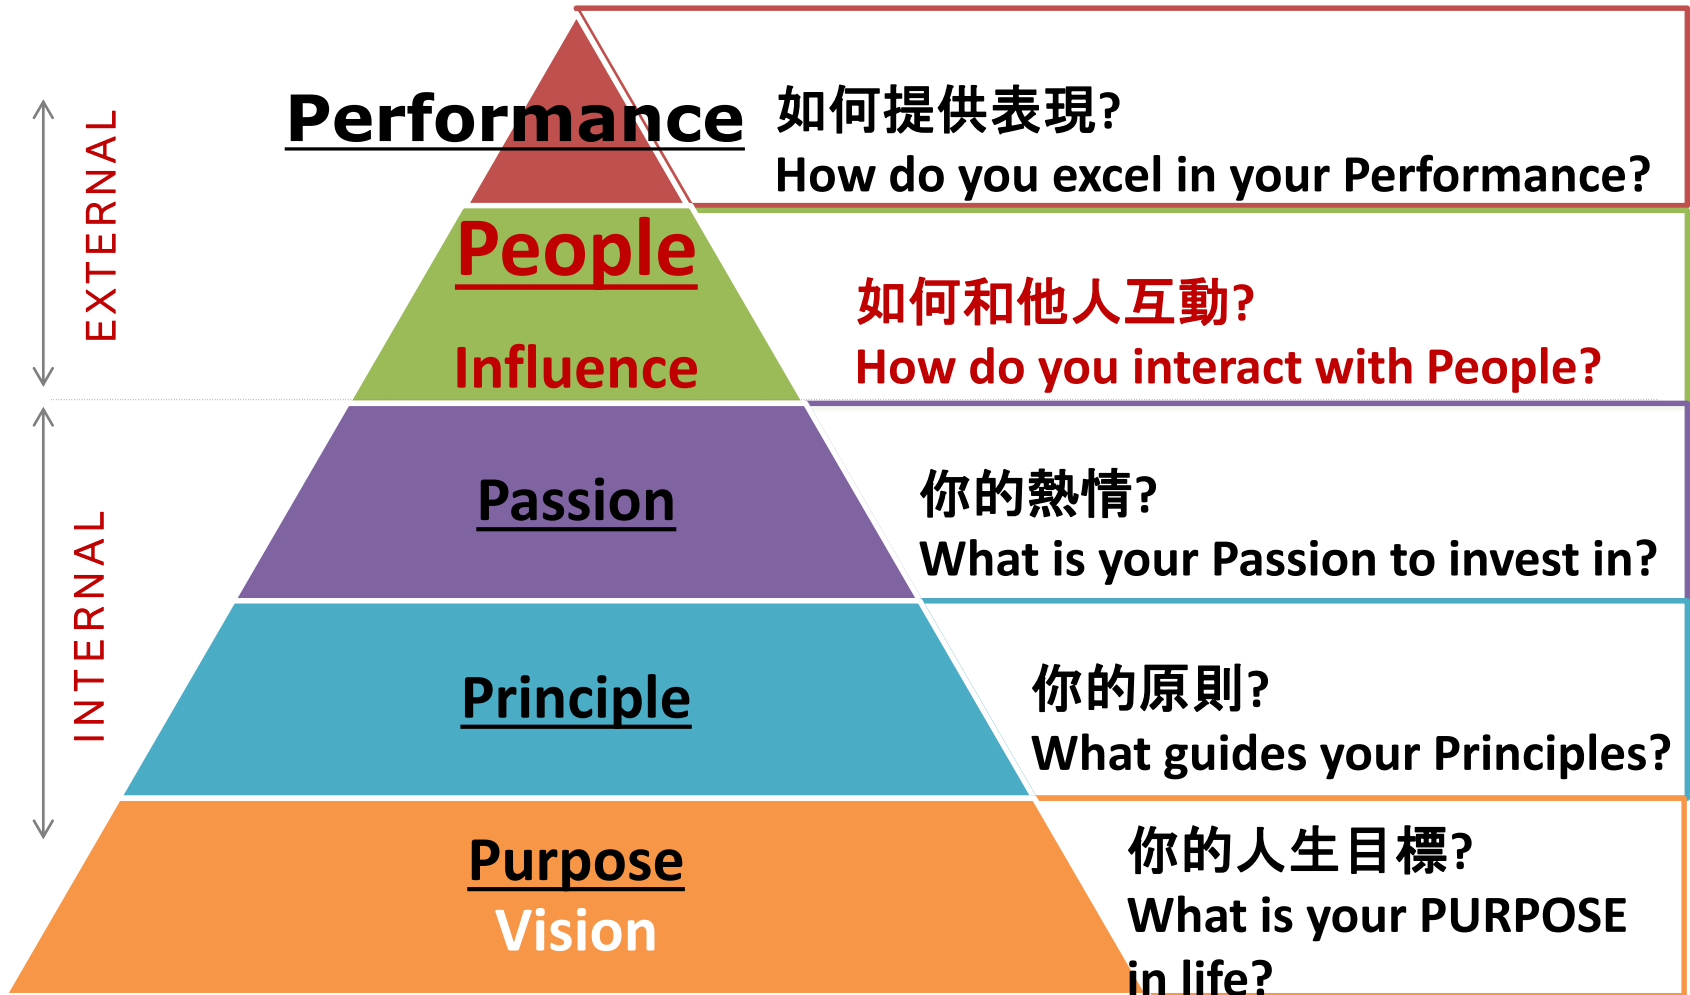 Performance
如何提供表現?
How do you excel in your Performance?
EXTERNAL
People
Influence
如何和他人互動?
How do you interact with People?
Passion
你的熱情?
What is your Passion to invest in?
INTERNAL
Principle
你的原則?
What guides your Principles?
Purpose
Vision
你的人生目標?
What is your PURPOSE
in life?